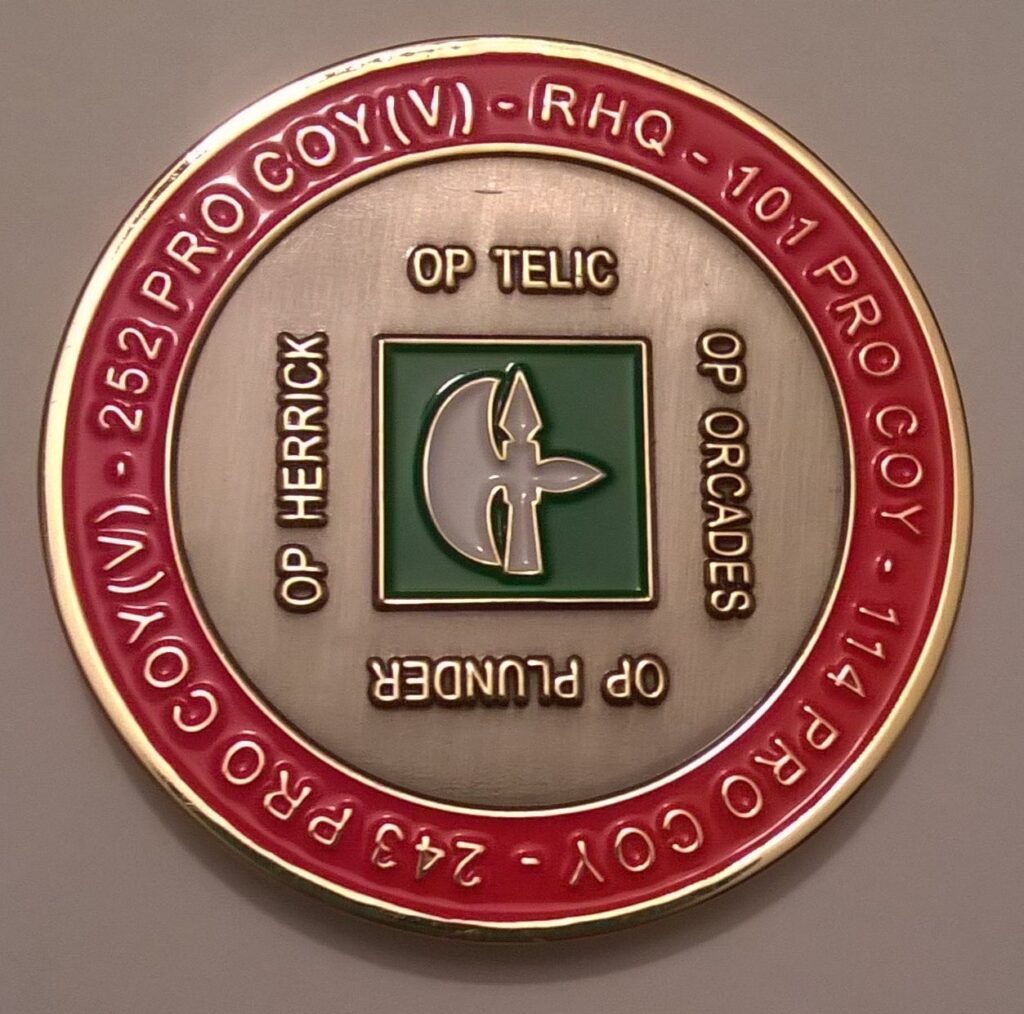 RHQ - 101 PRO COY - 114 PRO COY - 243 PRO COY(V) - 252 PRO COY(V) -
OP TELIC
OP ORCADES
OP PLUNDER
OP HERRICK